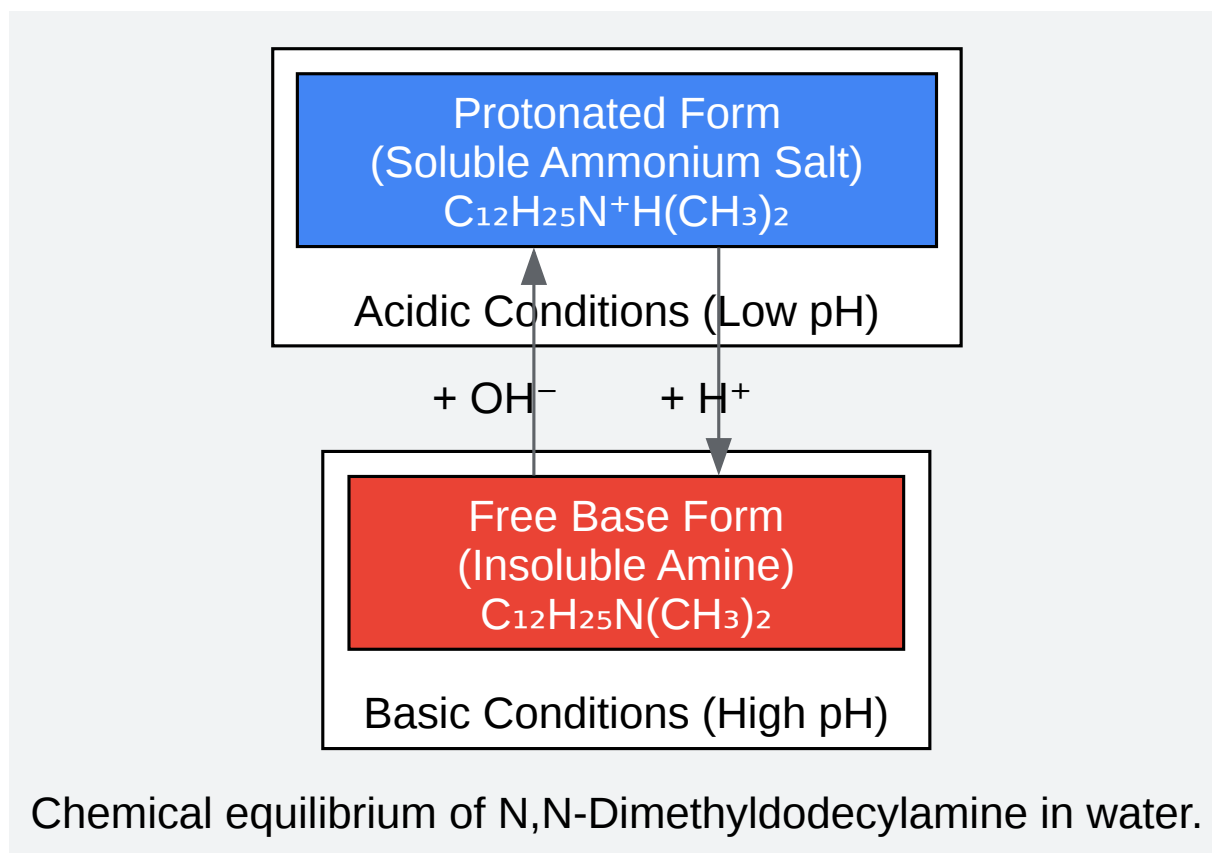 Protonated Form
(Soluble Ammonium Salt)
C₁₂H₂₅N⁺H(CH₃)₂
Acidic Conditions (Low pH)
+ OH⁻
+ H⁺
Free Base Form
(Insoluble Amine)
C₁₂H₂₅N(CH₃)₂
Basic Conditions (High pH)
Chemical equilibrium of N,N-Dimethyldodecylamine in water.